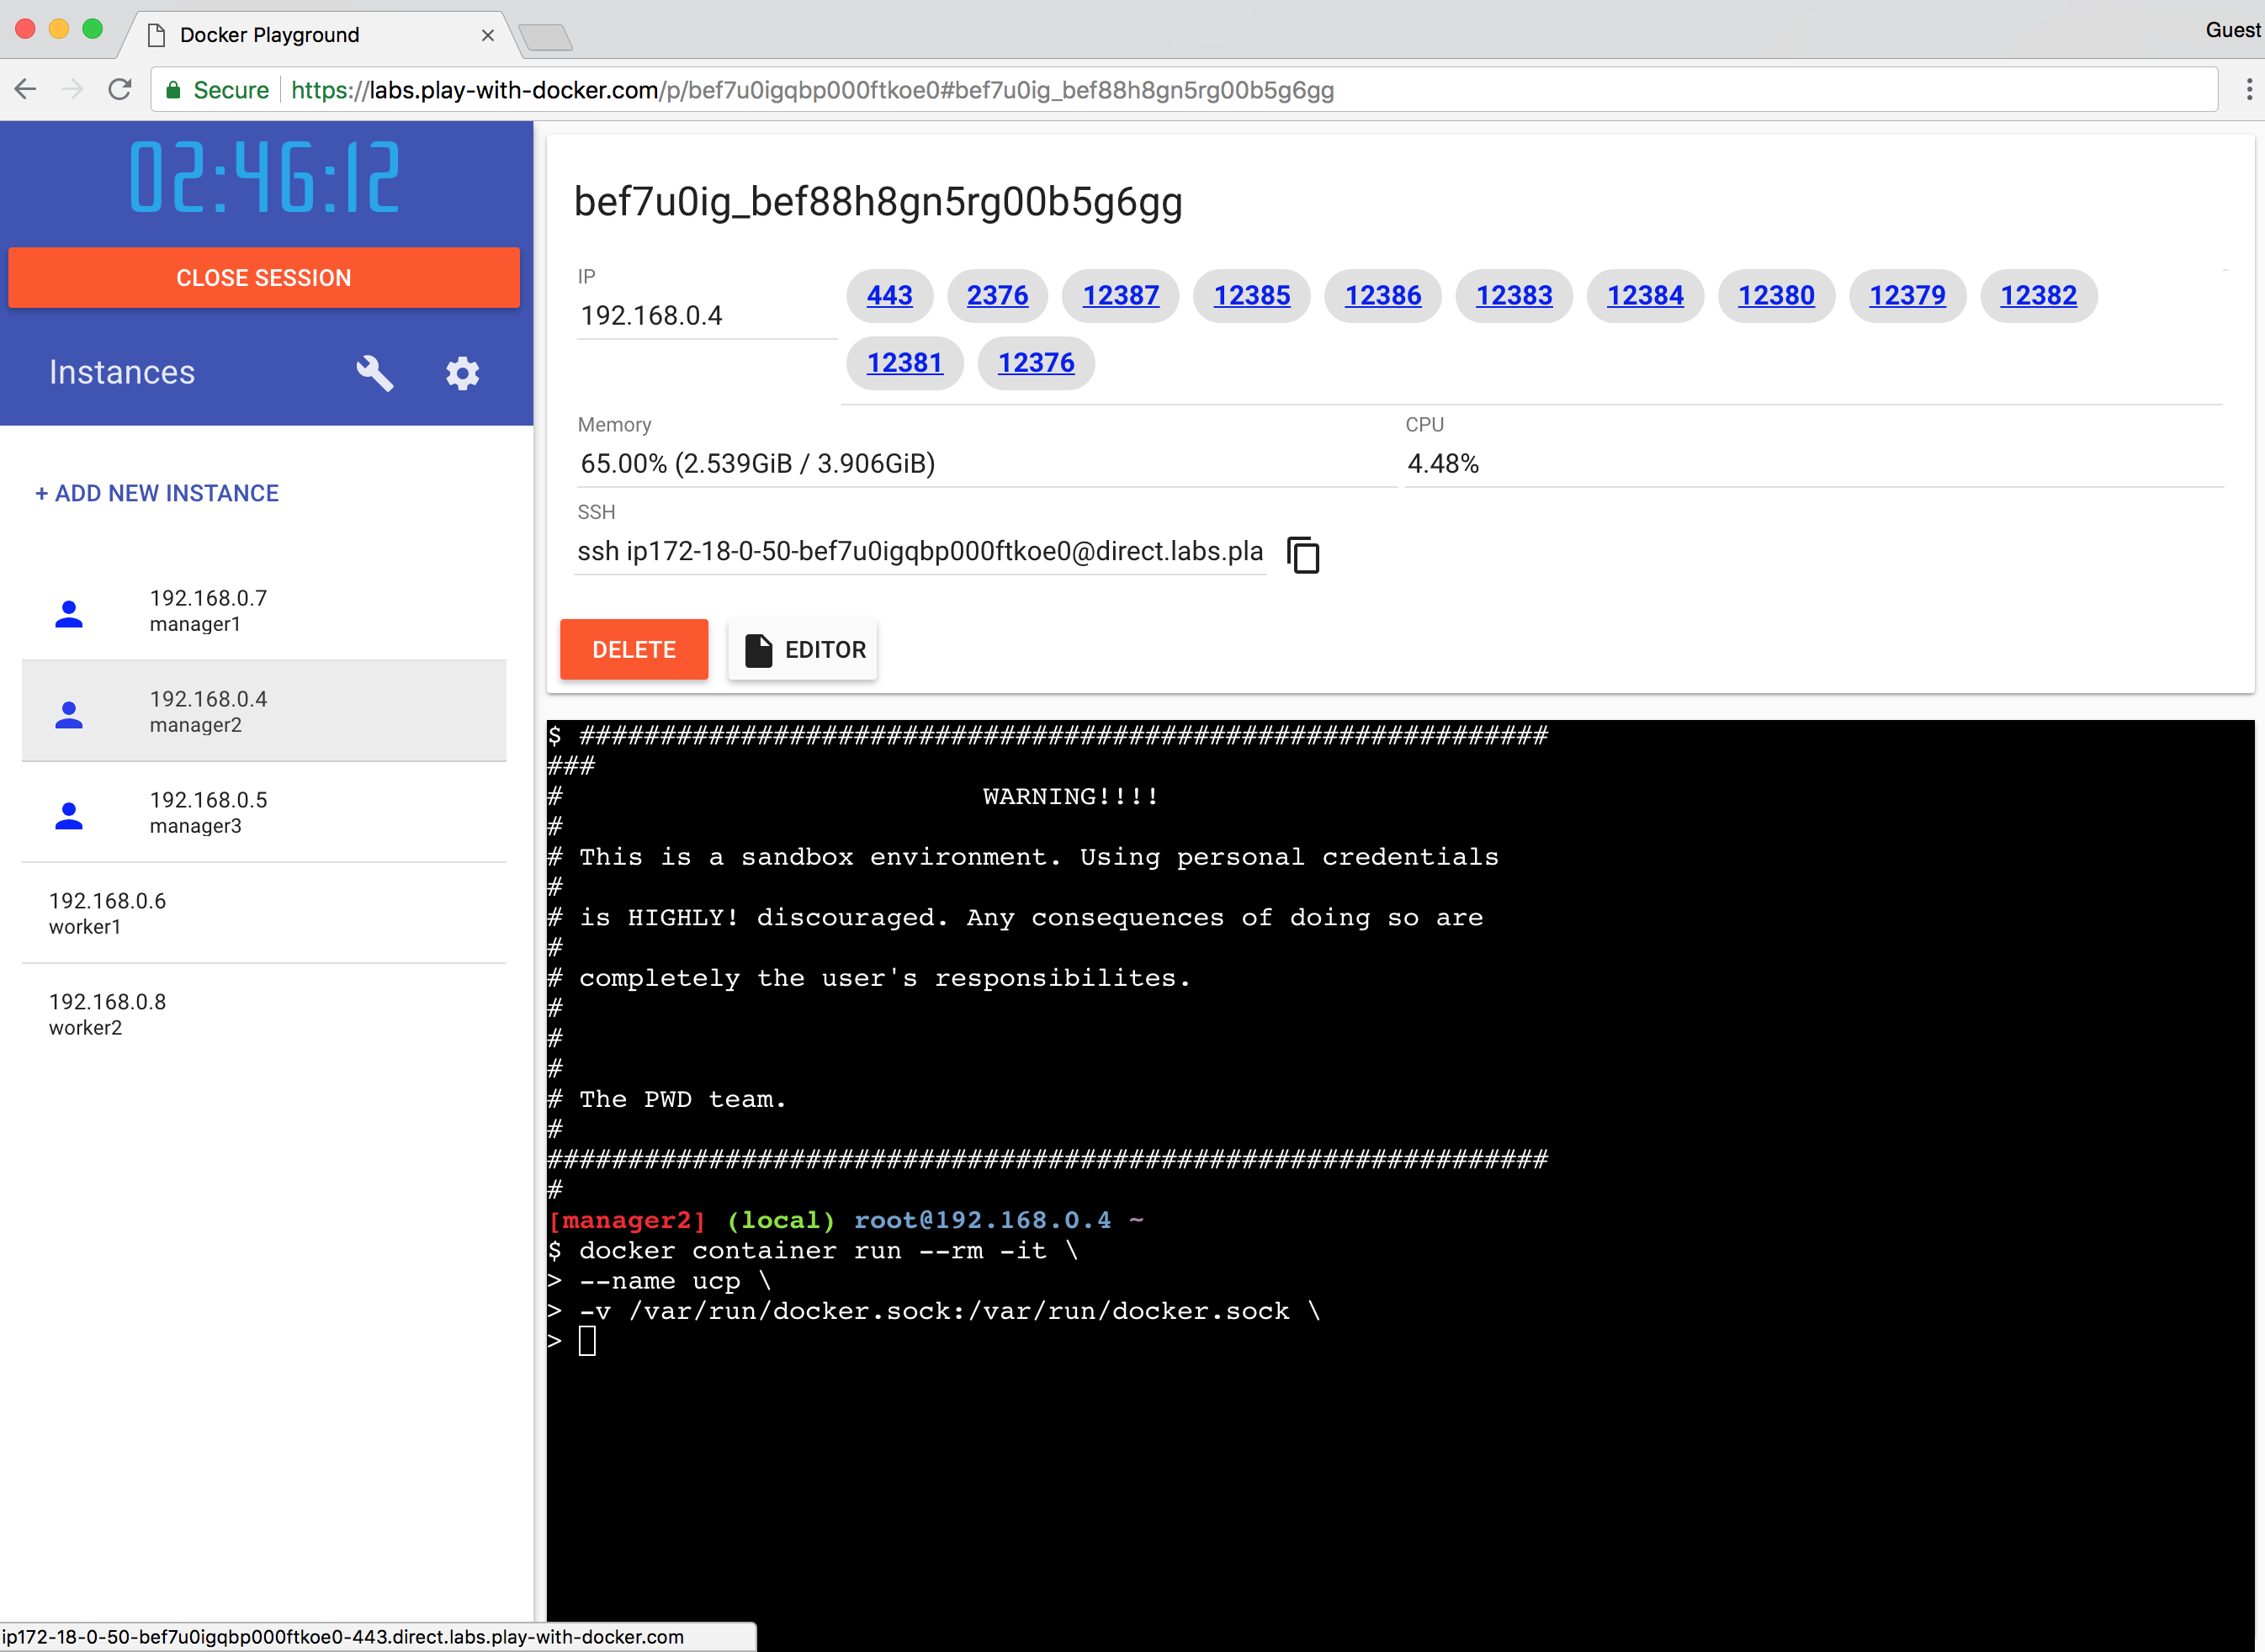 Docker Playground
Guest
Secure https://labs.play-with-docker.com/p/bef7u0igqbp000ftkoe0#bef7u0ig_bef88h8gn5rg00b5g6gg
02:46:12
CLOSE SESSION
Instances
+ ADD NEW INSTANCE
192.168.0.7
manager1
192.168.0.4
manager2
192.168.0.5
manager3
192.168.0.6
worker1
192.168.0.8
worker2
bef7u0ig_bef88h8gn5rg00b5g6gg
IP
192.168.0.4
443 2376 12387 12385 12386 12383 12384 12380 12379 12382
12381 12376
Memory
65.00% (2.539GiB / 3.906GiB)
CPU
4.48%
SSH
ssh ip172-18-0-50-bef7u0igqbp000ftkoe0@direct.labs.pla
DELETE
EDITOR
$ ############################################################
###
# WARNING!!!!
#
# This is a sandbox environment. Using personal credentials
#
# is HIGHLY! discouraged. Any consequences of doing so are
#
# completely the user's responsibilites.
#
#
#
# The PWD team.
#
##############################################################
#
[manager2] (local) root@192.168.0.4 ~
$ docker container run --rm -it \
> --name ucp \
> -v /var/run/docker.sock:/var/run/docker.sock \
>
ip172-18-0-50-bef7u0igqbp000ftkoe0-443.direct.labs.play-with-docker.com